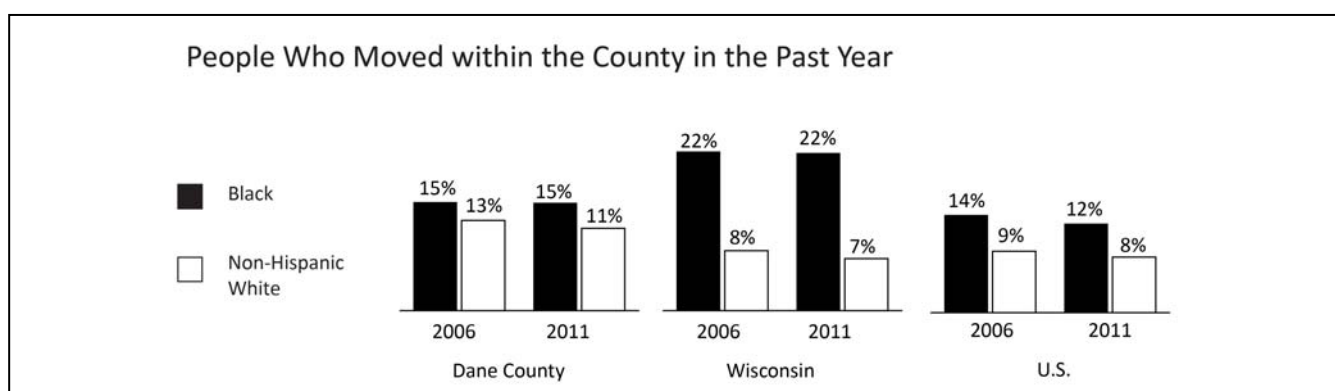 People Who Moved within the County in the Past Year
Black
Non-Hispanic
White
15%
13%
15%
11%
2006
2011
Dane County
22%
8%
22%
7%
2006
2011
Wisconsin
14%
9%
12%
8%
2006
2011
U.S.